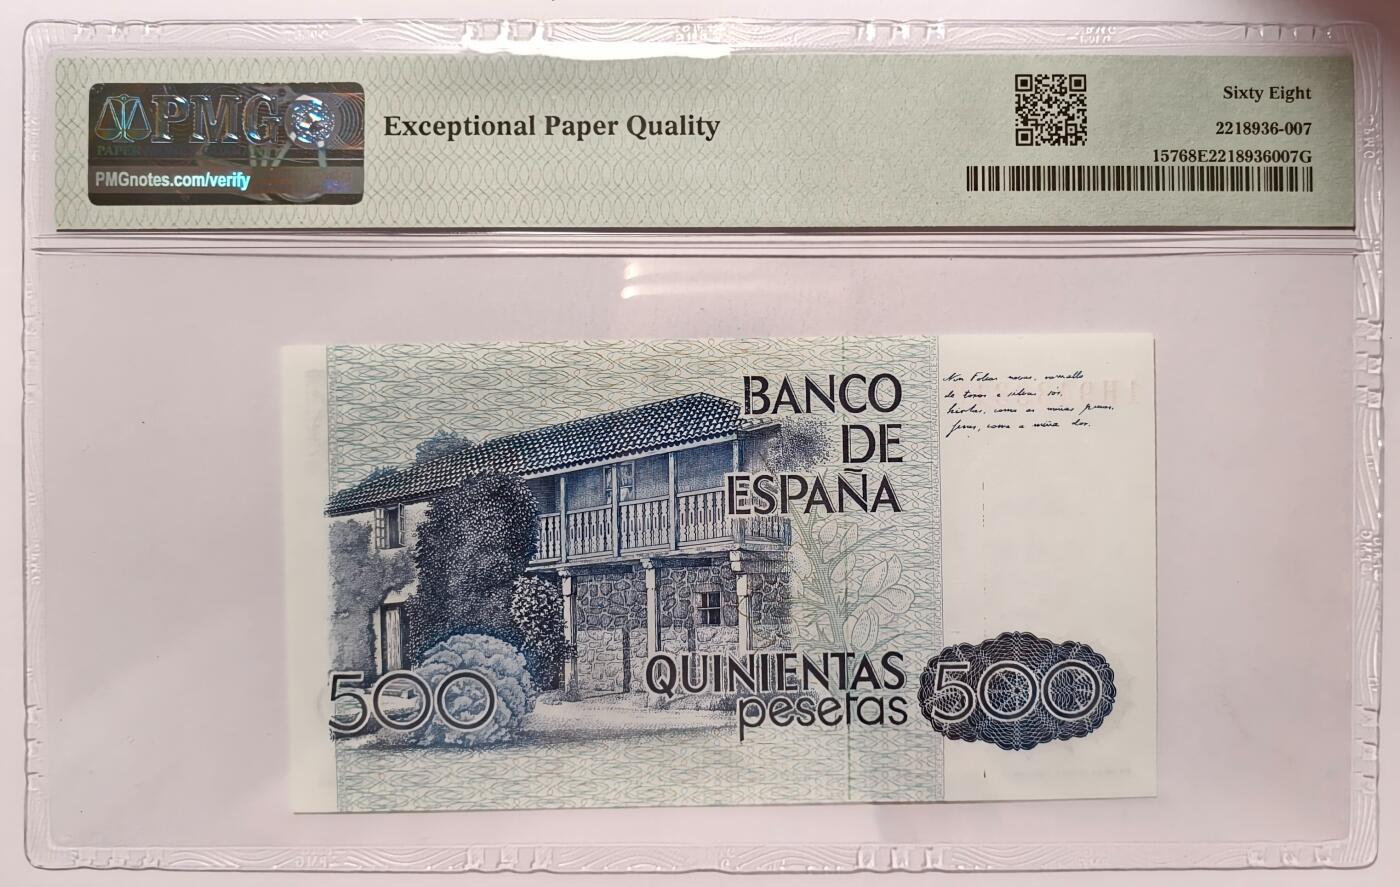 PMG
PMGnotes.com/verify
Exceptional Paper Quality
Sixty Eight
2218936-007
15768E2218936007G
BANCO
DE
ESPAÑA
QUINIENTAS
pesetas
500
500